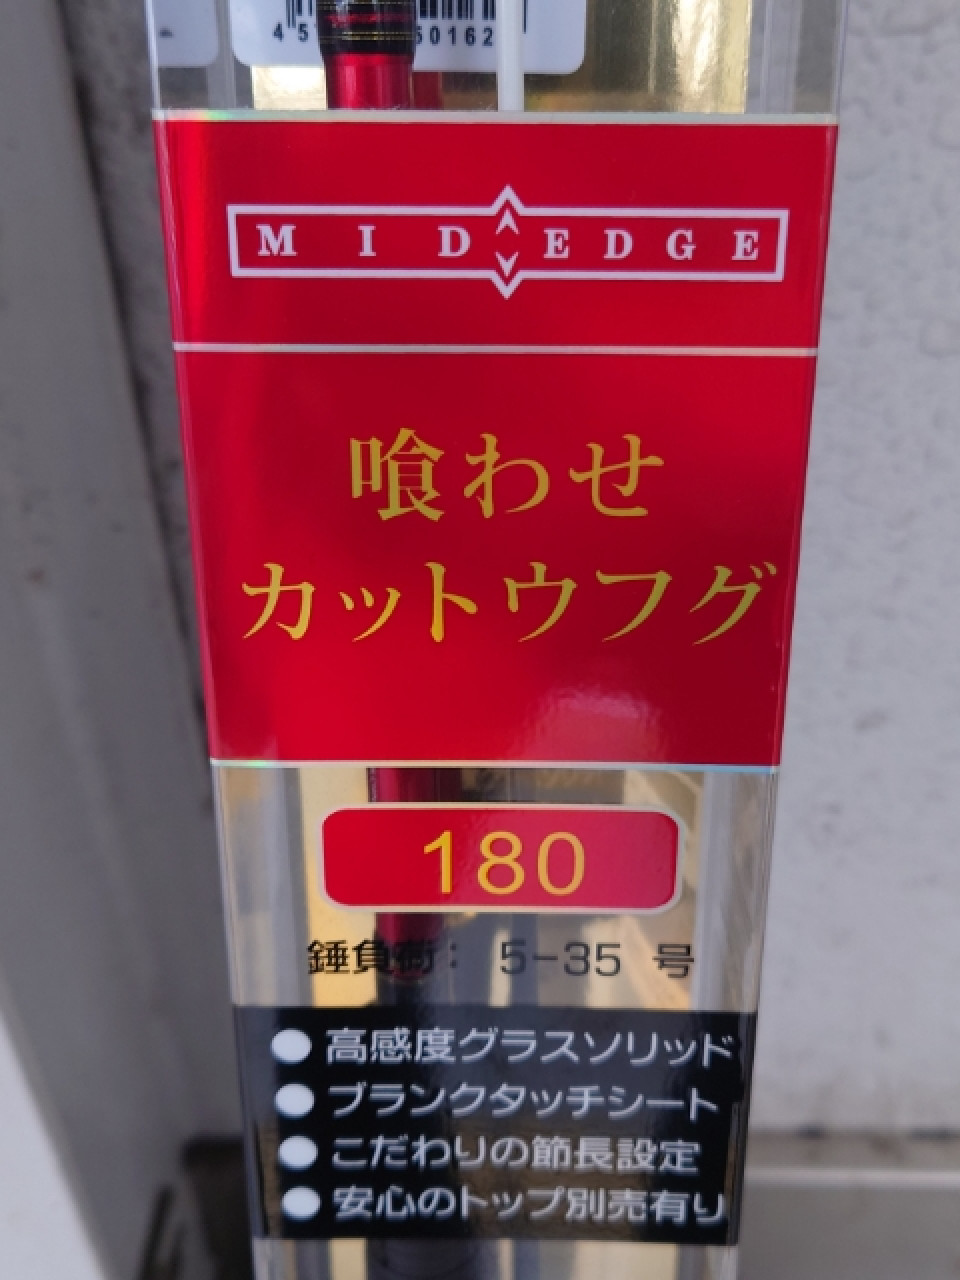 MID EDGE
喰わせ
カットウフグ
180
錘負荷: 5-35 号
●高感度グラスソリッド
●ブランクタッチシート
●こだわりの節長設定
●安心のトップ別売有り